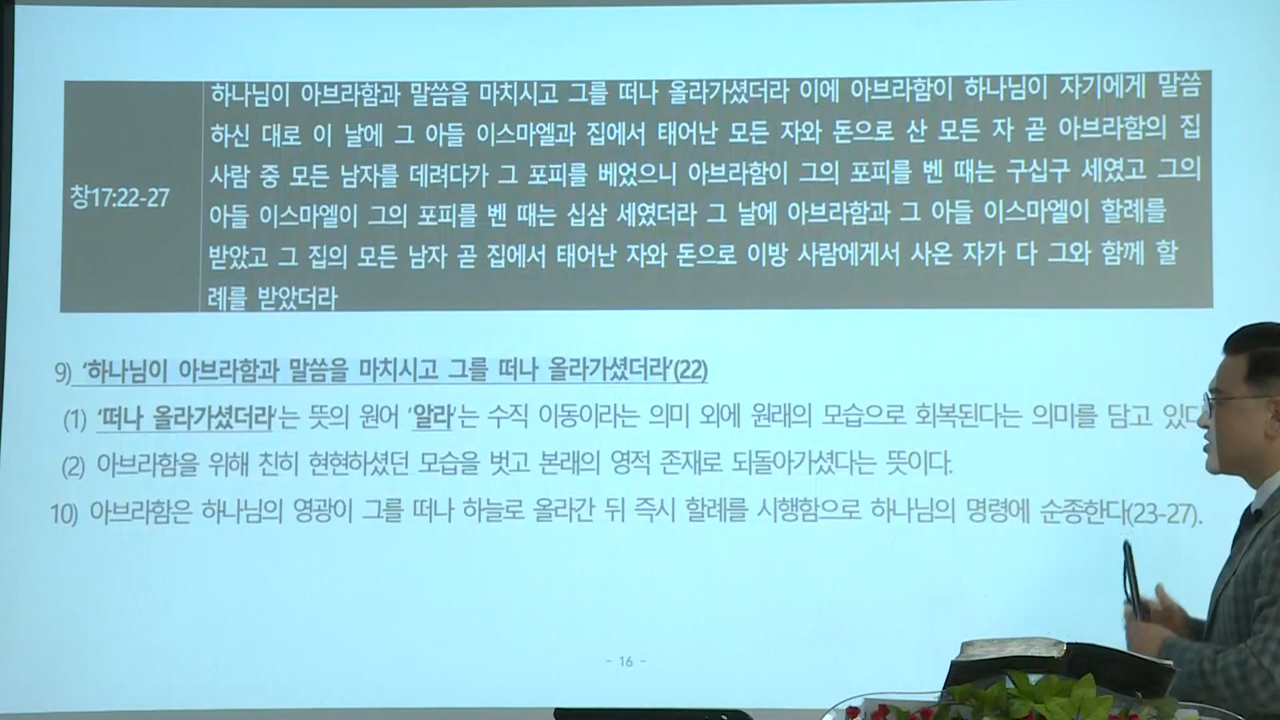 창17:22-27
하나님이 아브라함과 말씀을 마치시고 그를 떠나 올라가셨더라 이에 아브라함이 하나님이 자기에게 말씀
하신 대로 이 날에 그 아들 이스마엘과 집에서 태어난 모든 자와 돈으로 산 모든 자 곧 아브라함의 집
사람 중 모든 남자를 데려다가 그 포피를 베었으니 아브라함이 그의 포피를 벤 때는 구십구 세였고 그의
아들 이스마엘이 그의 포피를 벤 때는 십삼 세였더라 그 날에 아브라함과 그 아들 이스마엘이 할례를
받았고 그 집의 모든 남자 곧 집에서 태어난 자와 돈으로 이방 사람에게서 사온 자가 다 그와 함께 할
례를 받았더라
9) '하나님이 아브라함과 말씀을 마치시고 그를 떠나 올라가셨더라'(22)
(1) '떠나 올라가셨더라'는 뜻의 원어 '알라'는 수직 이동이라는 의미 외에 원래의 모습으로 회복된다는 의미를 담고 있다
(2) 아브라함을 위해 친히 현현하셨던 모습을 벗고 본래의 영적 존재로 되돌아가셨다는 뜻이다.
10) 아브라함은 하나님의 영광이 그를 떠나 하늘로 올라간 뒤 즉시 할례를 시행함으로 하나님의 명령에 순종한다(23-27).
- 16 -